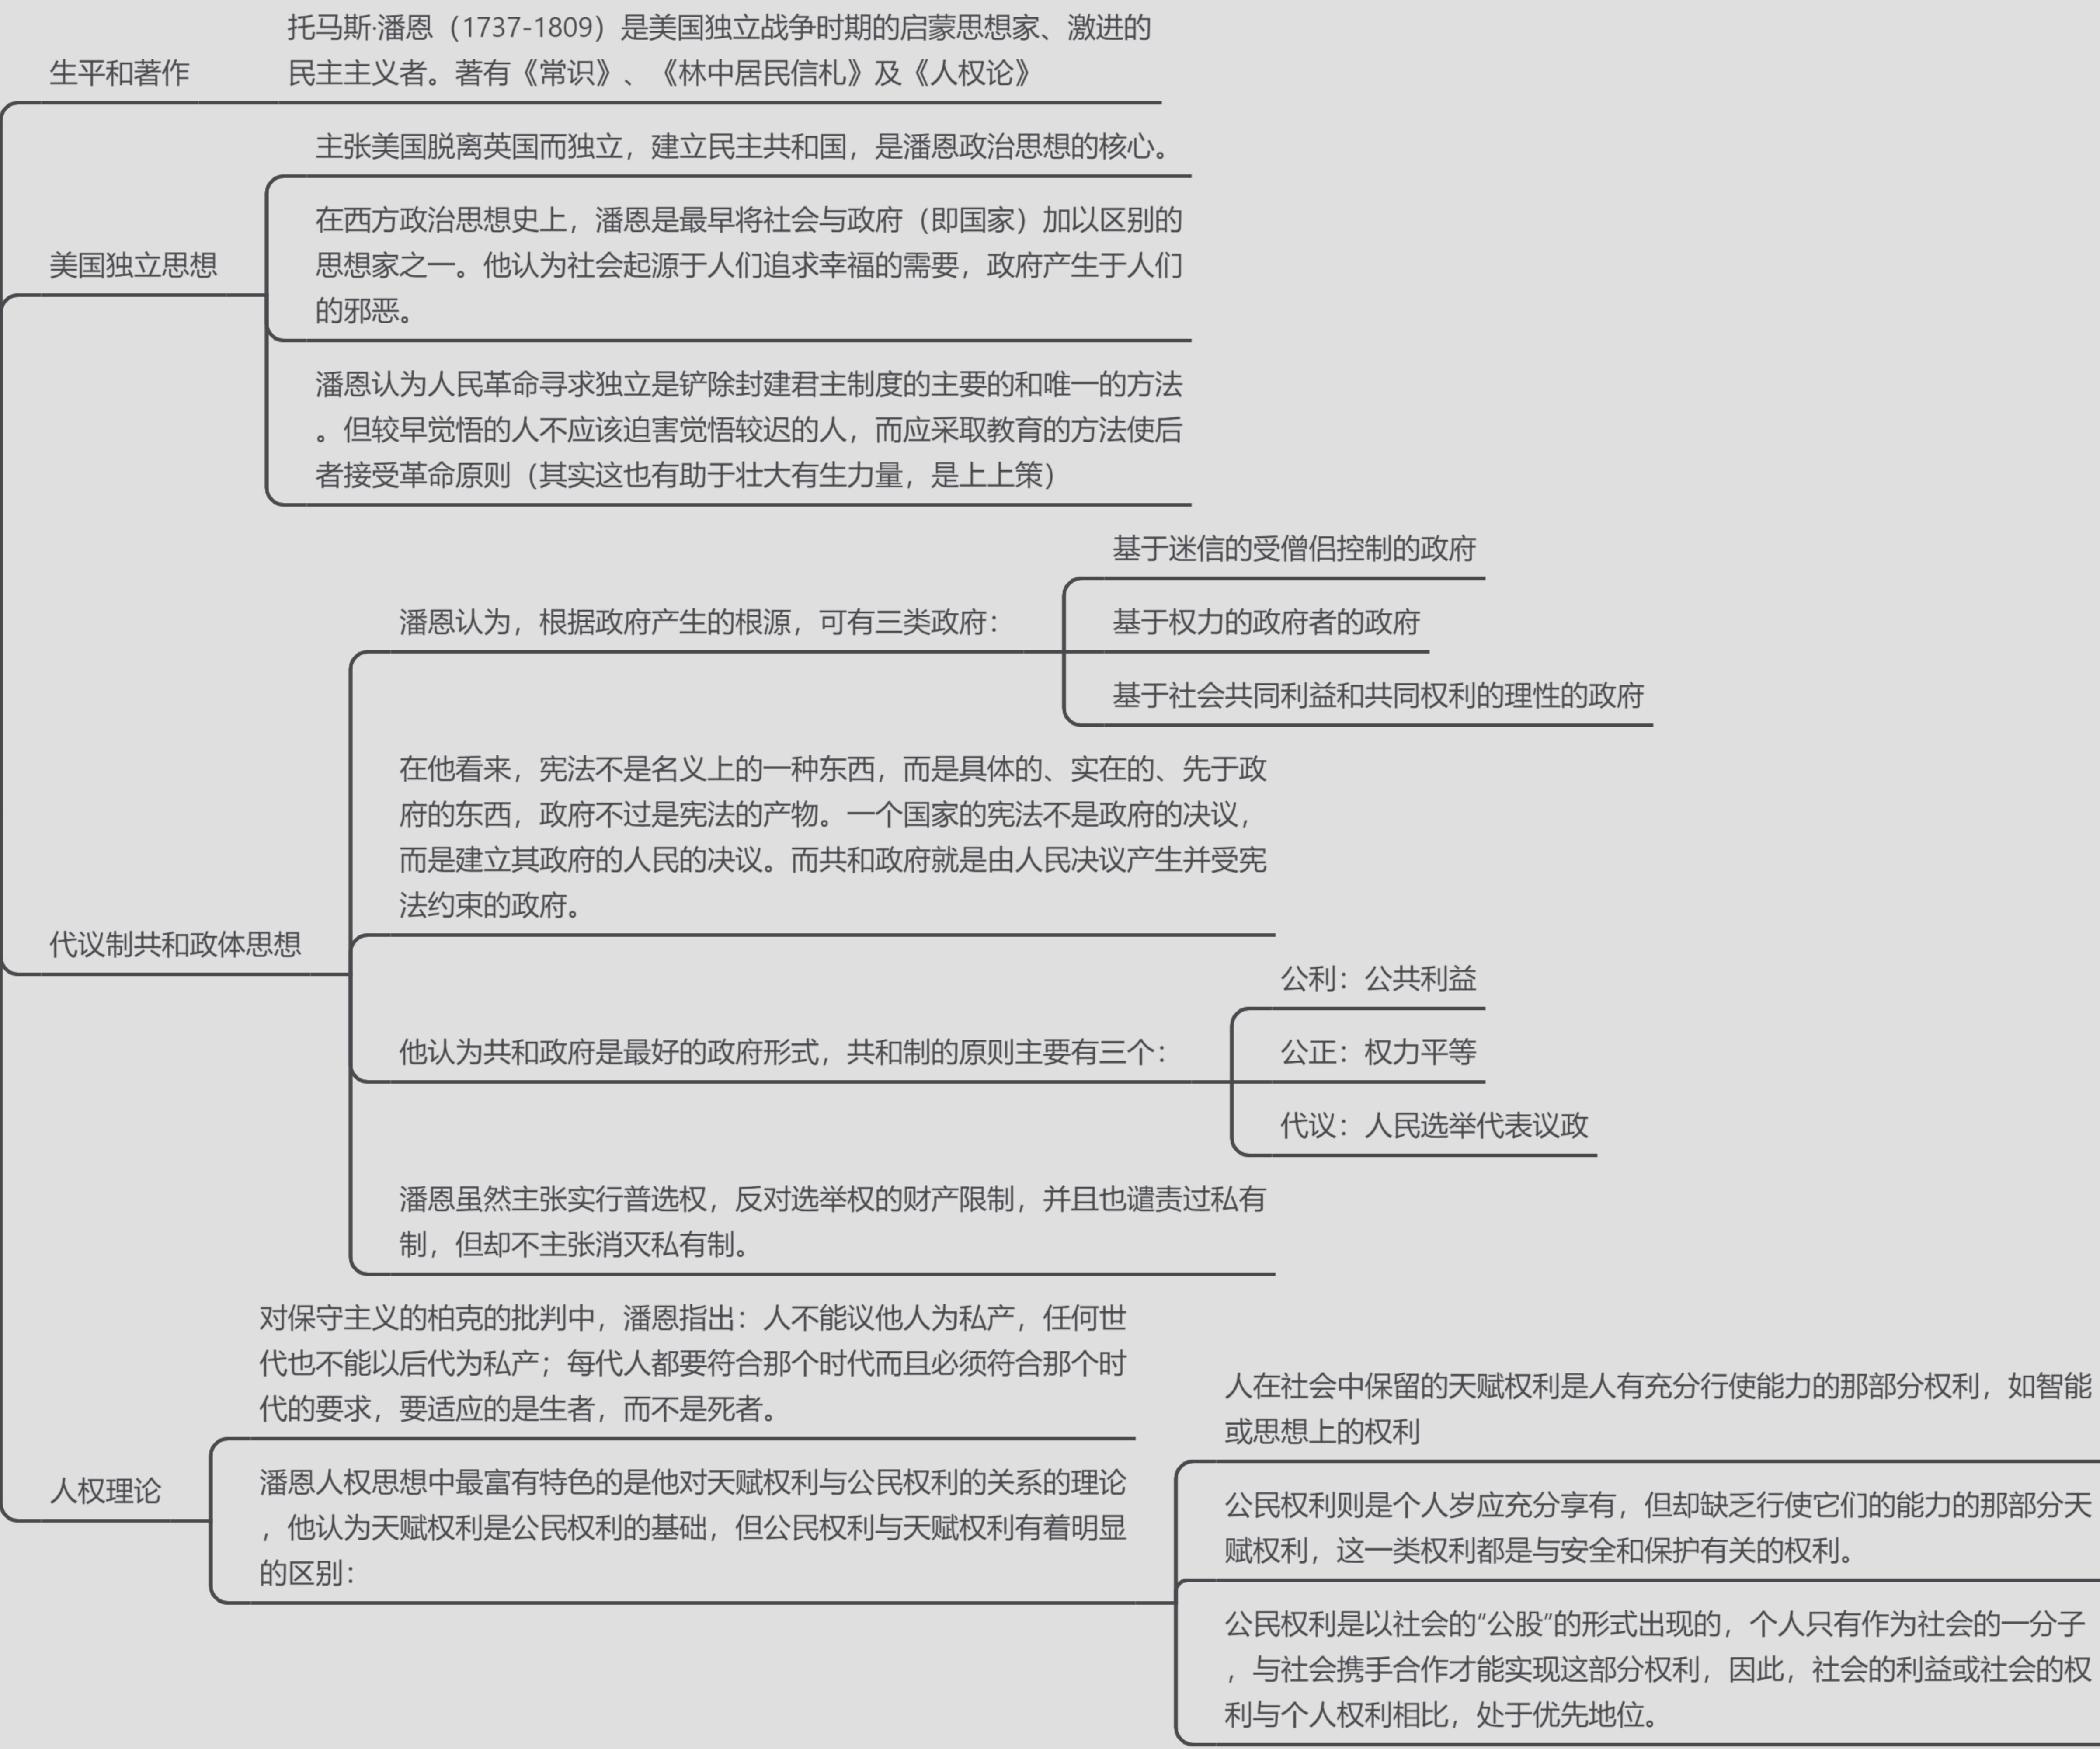 生平和著作
托马斯·潘恩（1737-1809）是美国独立战争时期的启蒙思想家、激进的
民主主义者。著有《常识》、《林中居民信札》及《人权论》
美国独立思想
主张美国脱离英国而独立，建立民主共和国，是潘恩政治思想的核心。
在西方政治思想史上，潘恩是最早将社会与政府（即国家）加以区别的
思想家之一。他认为社会起源于人们追求幸福的需要，政府产生于人们
的邪恶。
潘恩认为人民革命寻求独立是铲除封建君主制度的主要的和唯一的方法
。但较早觉悟的人不应该迫害觉悟较迟的人，而应采取教育的方法使后
者接受革命原则（其实这也有助于壮大有生力量，是上上策）
代议制共和政体思想
潘恩认为，根据政府产生的根源，可有三类政府：
基于迷信的受僧侣控制的政府
基于权力的政府者的政府
基于社会共同利益和共同权利的理性的政府
在他看来，宪法不是名义上的一种东西，而是具体的、实在的、先于政
府的东西，政府不过是宪法的产物。一个国家的宪法不是政府的决议，
而是建立其政府的人民的决议。而共和政府就是由人民决议产生并受宪
法约束的政府。
他认为共和政府是最好的政府形式，共和制的原则主要有三个：
公利：公共利益
公正：权力平等
代议：人民选举代表议政
潘恩虽然主张实行普选权，反对选举权的财产限制，并且也谴责过私有
制，但却不主张消灭私有制。
人权理论
对保守主义的柏克的批判中，潘恩指出：人不能议他人为私产，任何世
代也不能以后代为私产；每代人都要符合那个时代而且必须符合那个时
代的要求，要适应的是生者，而不是死者。
潘恩人权思想中最富有特色的是他对天赋权利与公民权利的关系的理论
，他认为天赋权利是公民权利的基础，但公民权利与天赋权利有着明显
的区别：
人在社会中保留的天赋权利是人有充分行使能力的那部分权利，如智能
或思想上的权利
公民权利则是个人岁应充分享有，但却缺乏行使它们的能力的那部分天
赋权利，这一类权利都是与安全和保护有关的权利。
公民权利是以社会的“公股”的形式出现的，个人只有作为社会的一分子
，与社会携手合作才能实现这部分权利，因此，社会的利益或社会的权
利与个人权利相比，处于优先地位。